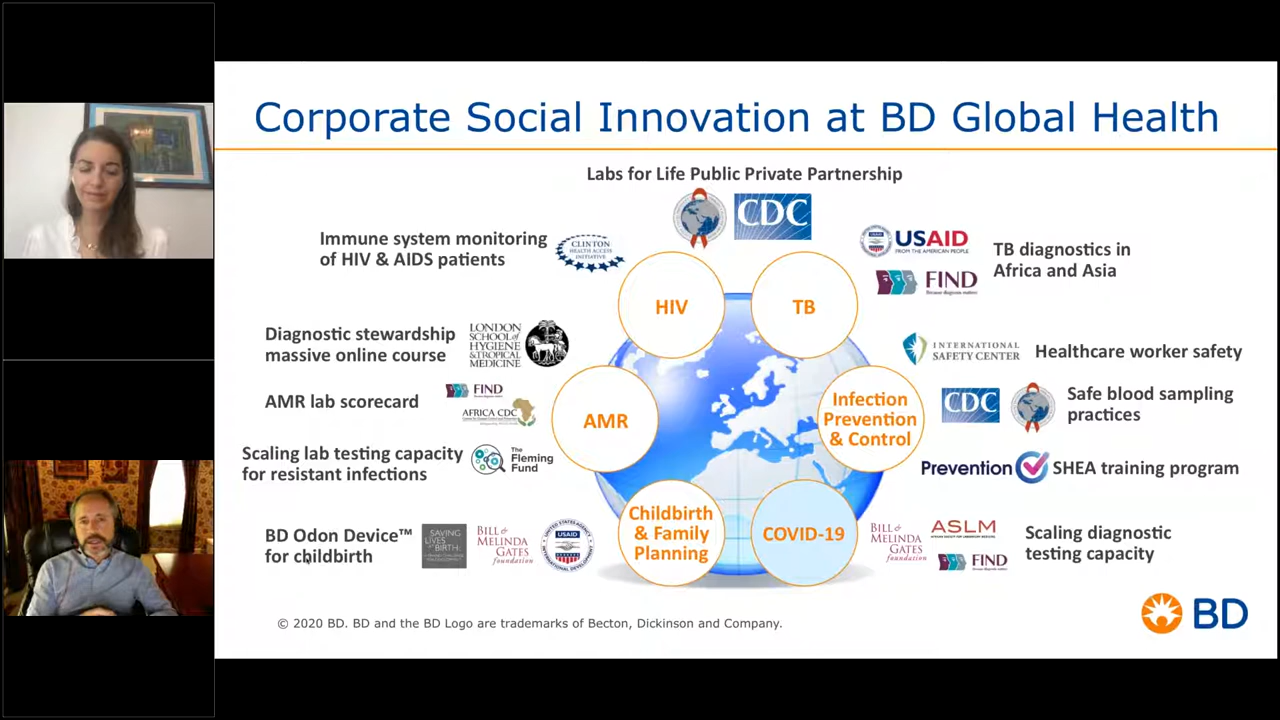 Corporate Social Innovation at BD Global Health
Labs for Life Public Private Partnership
CDC
Immune system monitoring
of HIV & AIDS patients
CLINTON
HEALTH ACCESS
INITIATIVE
USAID
FROM THE AMERICAN PEOPLE
FIND
Because diagnosis matters
TB diagnostics in
Africa and Asia
HIV
TB
Diagnostic stewardship
massive online course
LONDON
SCHOOL of
HYGIENE
& TROPICAL
MEDICINE
INTERNATIONAL
SAFETY CENTER
Healthcare worker safety
AMR lab scorecard
FIND
AFRICA CDC
AMR
Infection
Prevention
& Control
CDC
Safe blood sampling
practices
Scaling lab testing capacity
for resistant infections
The
Fleming
Fund
Prevention
SHEA training program
BD Odon Device™
for childbirth
SAVING
LIVES
AT BIRTH:
BILL &
MELINDA
GATES
foundation
USAID
Childbirth
& Family
Planning
COVID-19
BILL &
MELINDA
GATES
foundation
ASLM
FIND
Scaling diagnostic
testing capacity
© 2020 BD. BD and the BD Logo are trademarks of Becton, Dickinson and Company.
BD